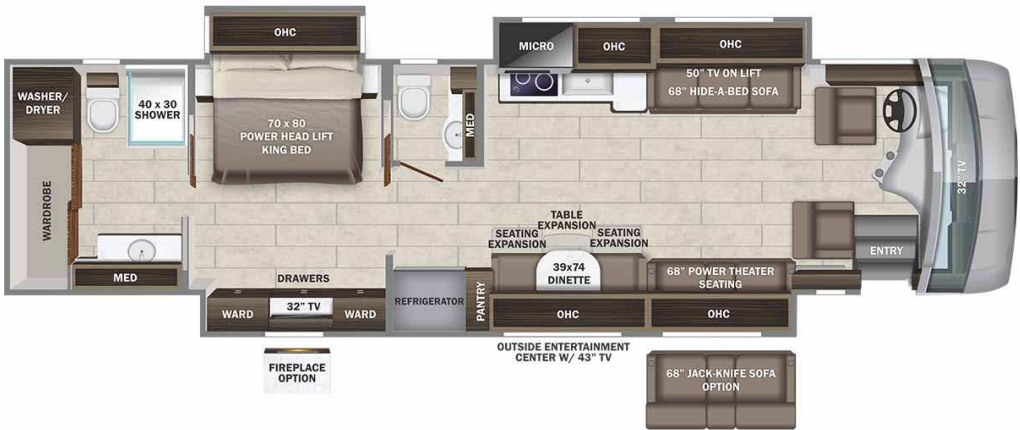 OHC
MICRO
OHC
OHC
WASHER/
DRYER
40 x 30
SHOWER
70 x 80
POWER HEAD LIFT
KING BED
MED
50" TV ON LIFT
68" HIDE-A-BED SOFA
32" TV
WARDROBE
MED
TABLE
EXPANSION
SEATING
EXPANSION
SEATING
EXPANSION
39x74
DINETTE
68" POWER THEATER
SEATING
ENTRY
DRAWERS
WARD
32" TV
WARD
REFRIGERATOR
PANTRY
OHC
OHC
OUTSIDE ENTERTAINMENT
CENTER W/ 43" TV
FIREPLACE
OPTION
68" JACK-KNIFE SOFA
OPTION